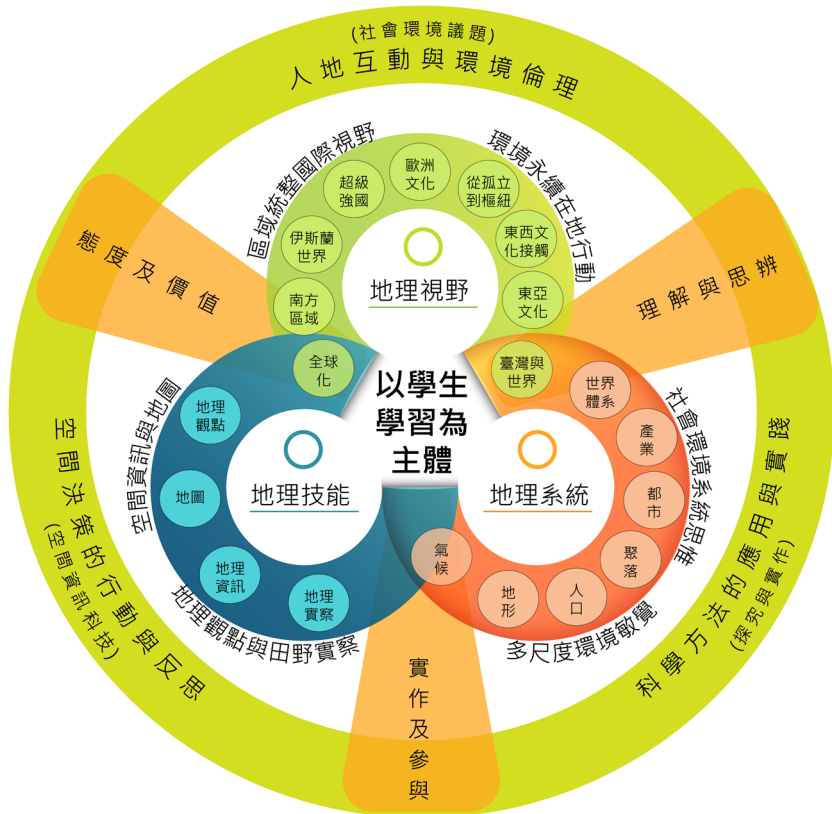 (社會環境議題)
人地互動與環境倫理
區域統整國際視野
環境永續在地行動
超級
強國
歐洲
文化
從孤立
到樞紐
伊斯蘭
世界
東西文
化接觸
南方
區域
東亞
文化
地理視野
態度及價值
理解與思辨
全球
化
臺灣與
世界
以學生
學習為
主體
空間資訊與地圖
地理
觀點
地圖
地理
資訊
地理
實察
地理技能
地理觀點與田野實察
社會環境系統思維
世界
體系
產
業
都
市
聚
落
人
口
地
形
氣
候
地理系統
多尺度環境敏覺
空間決策的行動與反思
(空間資訊科技)
科學方法的應用與實踐
(探究與實作)
實作及參與